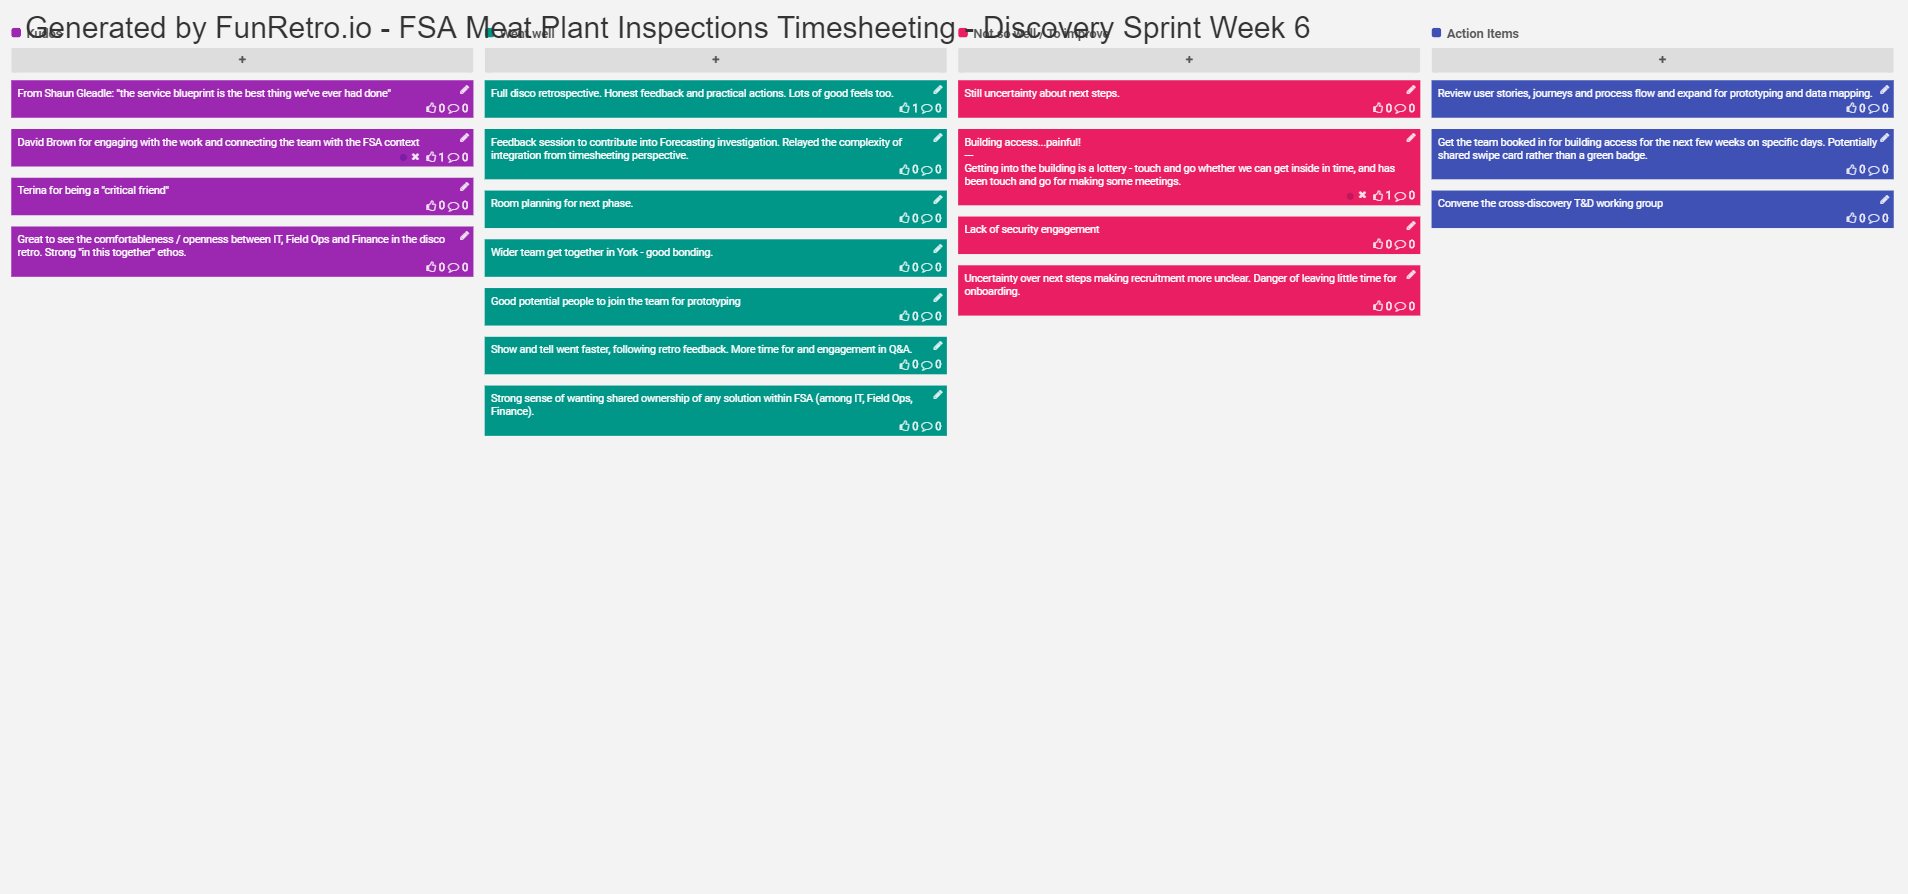 Generated by FunRetro.io - FSA Meat Plant Inspections Timesheeting - Discovery Sprint Week 6
Kudos
+
From Shaun Gleadle: "the service blueprint is the best thing we've ever had done"
0 0
David Brown for engaging with the work and connecting the team with the FSA context
1 0
Terina for being a "critical friend"
0 0
Great to see the comfortableness / openness between IT, Field Ops and Finance in the disco
retro. Strong "in this together" ethos.
0 0
Went well
+
Full disco retrospective. Honest feedback and practical actions. Lots of good feels too.
1 0
Feedback session to contribute into Forecasting investigation. Relayed the complexity of
integration from timesheeting perspective.
0 0
Room planning for next phase.
0 0
Wider team get together in York - good bonding.
0 0
Good potential people to join the team for prototyping
0 0
Show and tell went faster, following retro feedback. More time for and engagement in Q&A.
0 0
Strong sense of wanting shared ownership of any solution within FSA (among IT, Field Ops,
Finance).
0 0
Not so well / To improve
+
Still uncertainty about next steps.
0 0
Building access...painful!
---
Getting into the building is a lottery - touch and go whether we can get inside in time, and has
been touch and go for making some meetings.
1 0
Lack of security engagement
0 0
Uncertainty over next steps making recruitment more unclear. Danger of leaving little time for
onboarding.
0 0
Action Items
+
Review user stories, journeys and process flow and expand for prototyping and data mapping.
0 0
Get the team booked in for building access for the next few weeks on specific days. Potentially
shared swipe card rather than a green badge.
0 0
Convene the cross-discovery T&D working group
0 0